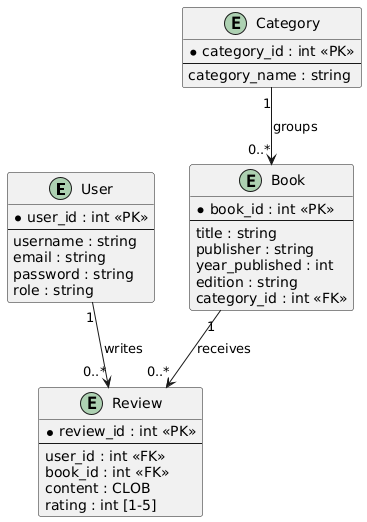 E Category
* category_id : int «PK»
category_name : string
1
groups
0..*
E User
* user_id : int «PK»
username : string
email : string
password : string
role : string
E Book
* book_id : int «PK»
title : string
publisher : string
year_published : int
edition : string
category_id : int «FK»
1
writes
0..*
1
receives
0..*
E Review
* review_id : int «PK»
user_id : int «FK»
book_id : int «FK»
content : CLOB
rating : int [1-5]